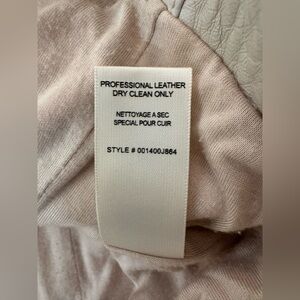 PROFESSIONAL LEATHER
DRY CLEAN ONLY
NETTOYAGE A SEC
SPECIAL POUR CUIR
STYLE # 001400J864